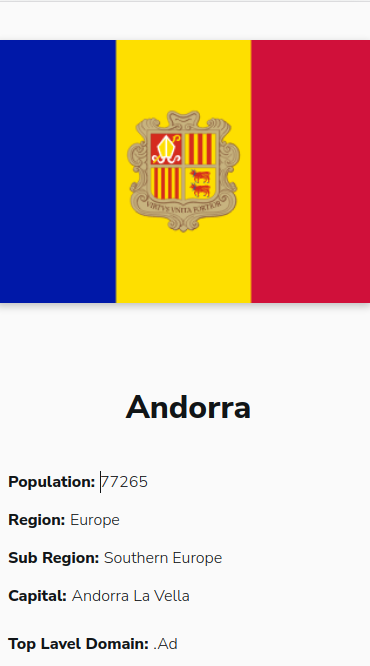 VIRTVS VNITA FORTIOR
Andorra
Population: 77265
Region: Europe
Sub Region: Southern Europe
Capital: Andorra La Vella
Top Lavel Domain: .Ad